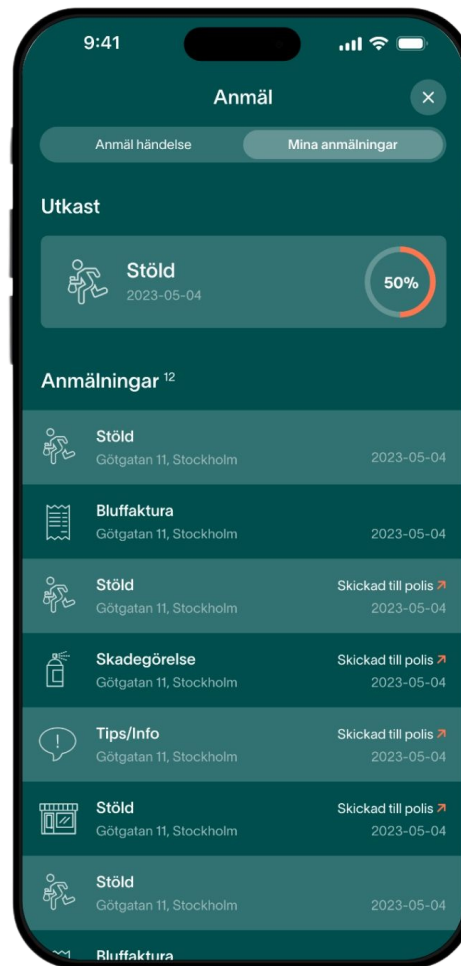 9:41
Anmäl
Anmäl händelse Mina anmälningar
Utkast
Stöld
2023-05-04
50%
Anmälningar 12
Stöld
Götgatan 11, Stockholm 2023-05-04
Bluffaktura
Götgatan 11, Stockholm 2023-05-04
Stöld Skickad till polis
Götgatan 11, Stockholm 2023-05-04
Skadegörelse Skickad till polis
Götgatan 11, Stockholm 2023-05-04
Tips/Info Skickad till polis
Götgatan 11, Stockholm 2023-05-04
Stöld Skickad till polis
Götgatan 11, Stockholm 2023-05-04
Stöld
Götgatan 11, Stockholm 2023-05-04
Bluffaktura